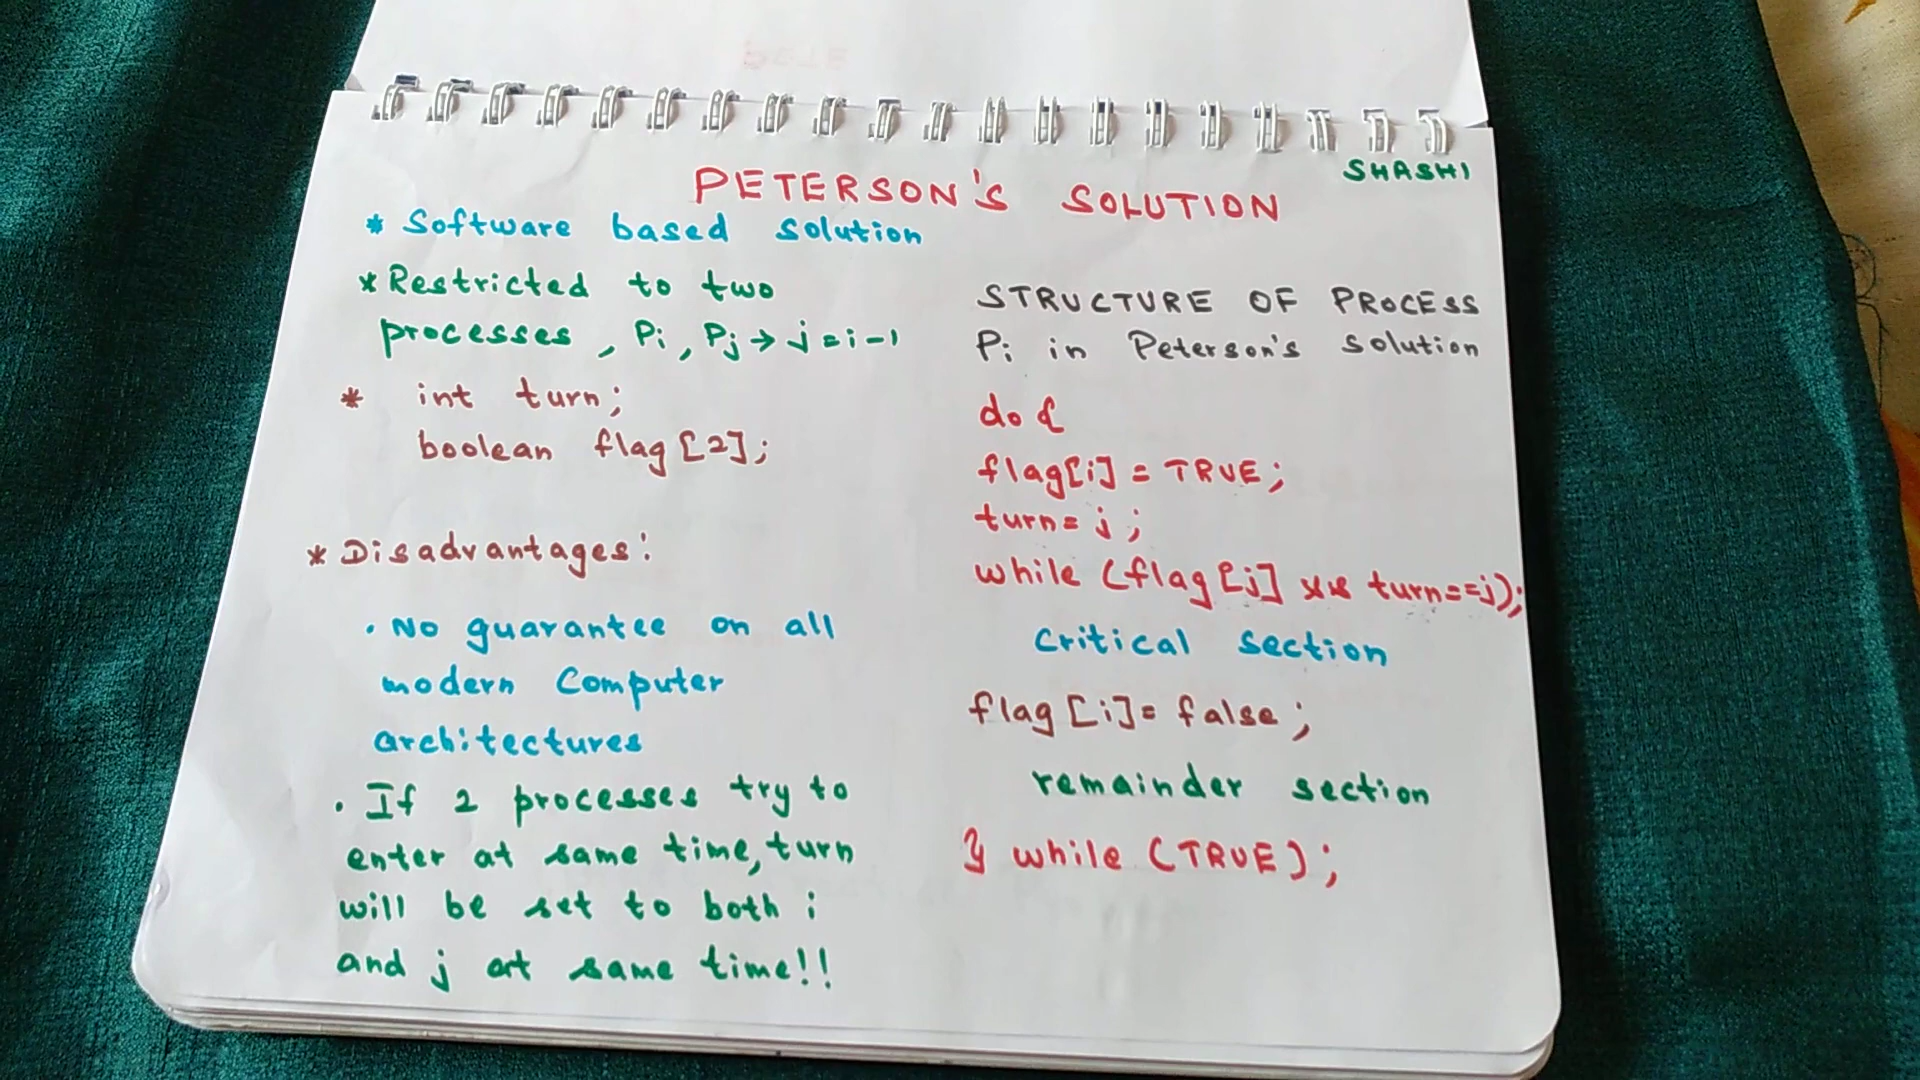 SHASHI
PETERSON'S SOLUTION
* Software based solution
* Restricted to two
processes, Pi, Pj → j = i - 1
* int turn;
boolean flag [2];
* Disadvantages:
. No guarantee on all
modern Computer
architectures
. If 2 processes try to
enter at same time, turn
will be set to both i
and j at same time!!
STRUCTURE OF PROCESS
Pi in Peterson's solution
do {
flag[i] = TRUE;
turn = j;
while (flag [j] && turn == j);
Critical section
flag [i] = false;
remainder section
} while (TRUE);